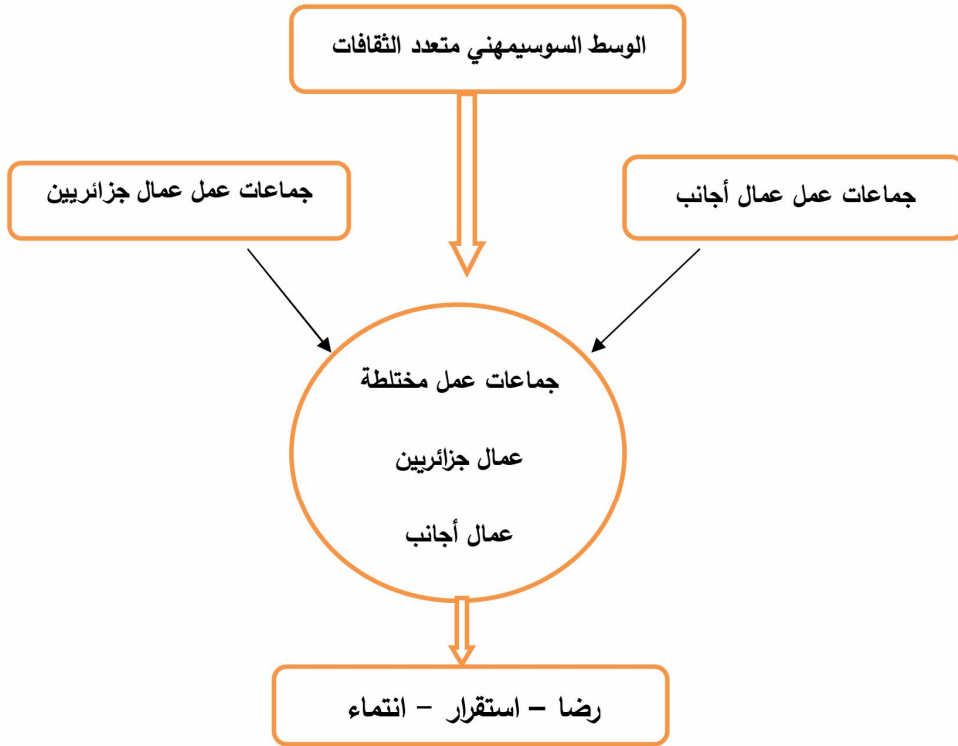 الوسط السوسيمهني متعدد الثقافات
جماعات عمل عمال أجانب
جماعات عمل عمال جزائريين
جماعات عمل مختلطة
عمال جزائريين
عمال أجانب
رضا – استقرار – انتماء